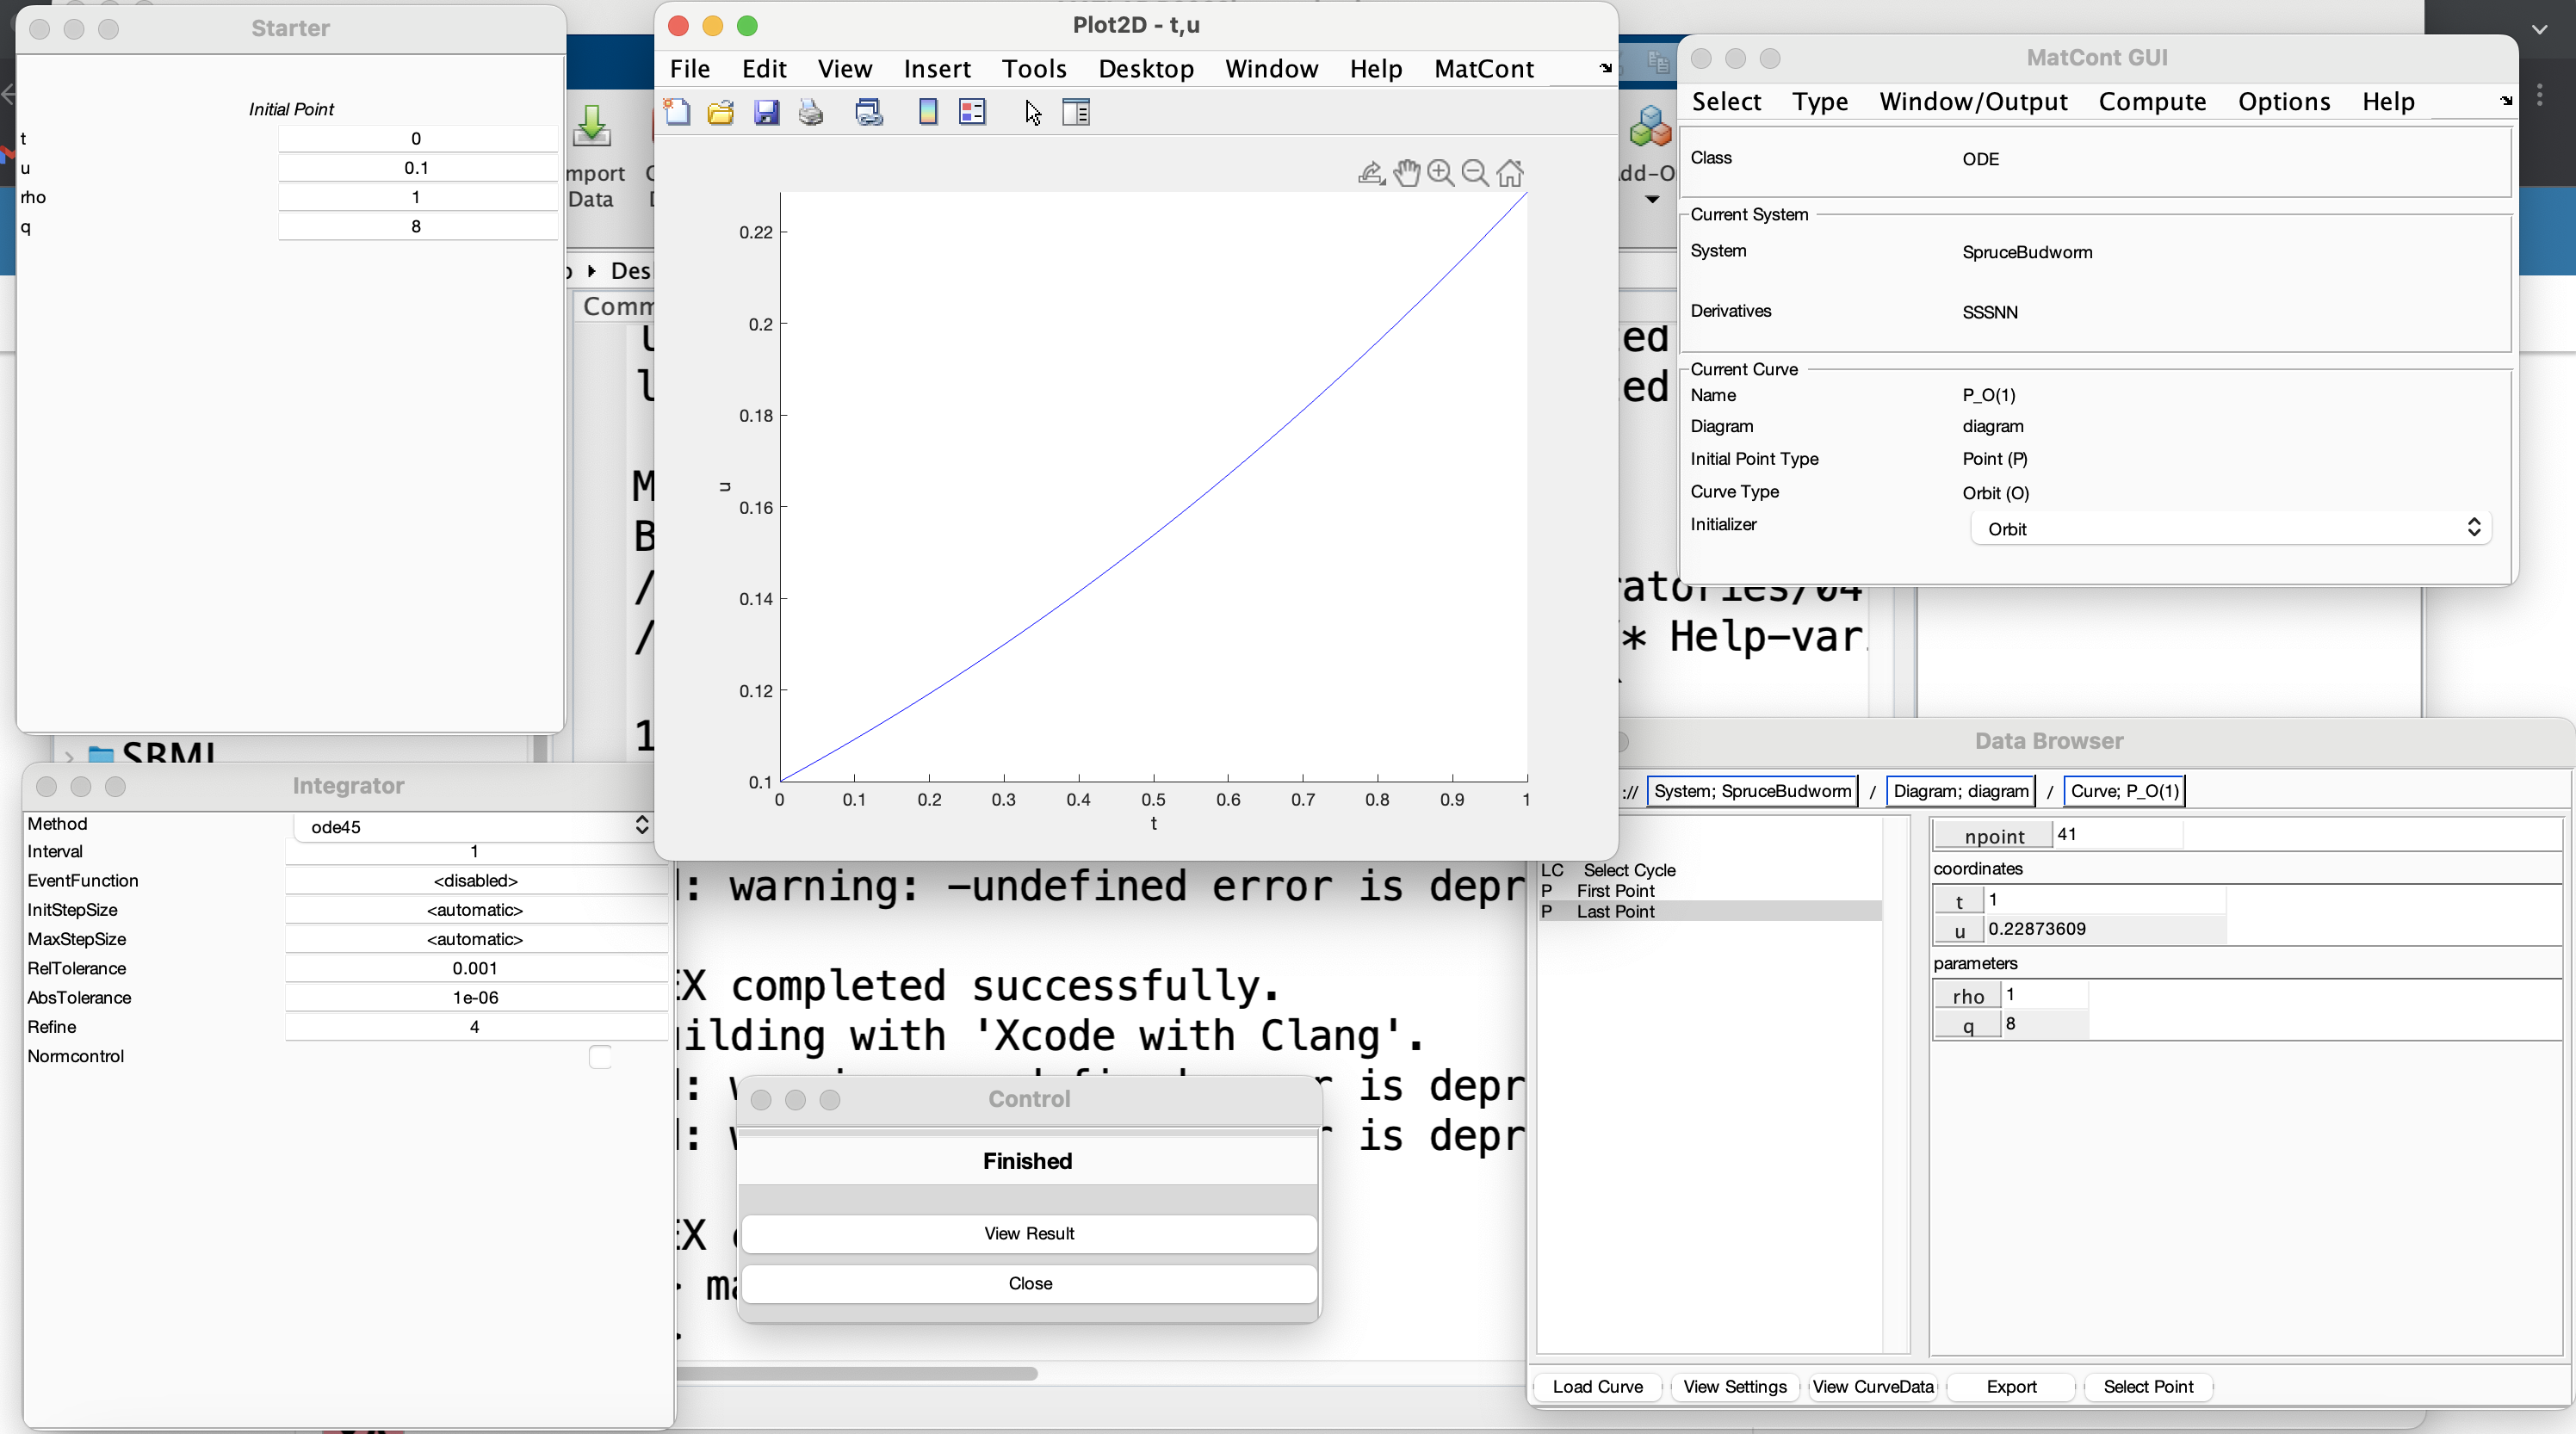 Starter
Initial Point
t 0
u 0.1
rho 1
q 8
mport
Data
Des
Comm
SBML
Integrator
Method ode45
Interval 1
EventFunction <disabled>
InitStepSize <automatic>
MaxStepSize <automatic>
RelTolerance 0.001
AbsTolerance 1e-06
Refine 4
Normcontrol
Plot2D - t,u
File Edit View Insert Tools Desktop Window Help MatCont
0.22
0.2
0.18
0.16
0.14
0.12
0.1
u
0 0.1 0.2 0.3 0.4 0.5 0.6 0.7 0.8 0.9 1
t
dd-O
ed
ed
ratories/04
* Help-var
MatCont GUI
Select Type Window/Output Compute Options Help
Class ODE
Current System
System SpruceBudworm
Derivatives SSSNN
Current Curve
Name P_O(1)
Diagram diagram
Initial Point Type Point (P)
Curve Type Orbit (O)
Initializer Orbit
: warning: -undefined error is depr
X completed successfully.
ilding with 'Xcode with Clang'.
r is depr
r is depr
Control
Finished
View Result
Close
Data Browser
:// System; SpruceBudworm / Diagram; diagram / Curve; P_O(1)
LC Select Cycle
P First Point
P Last Point
npoint 41
coordinates
t 1
u 0.22873609
parameters
rho 1
q 8
Load Curve View Settings View CurveData Export Select Point